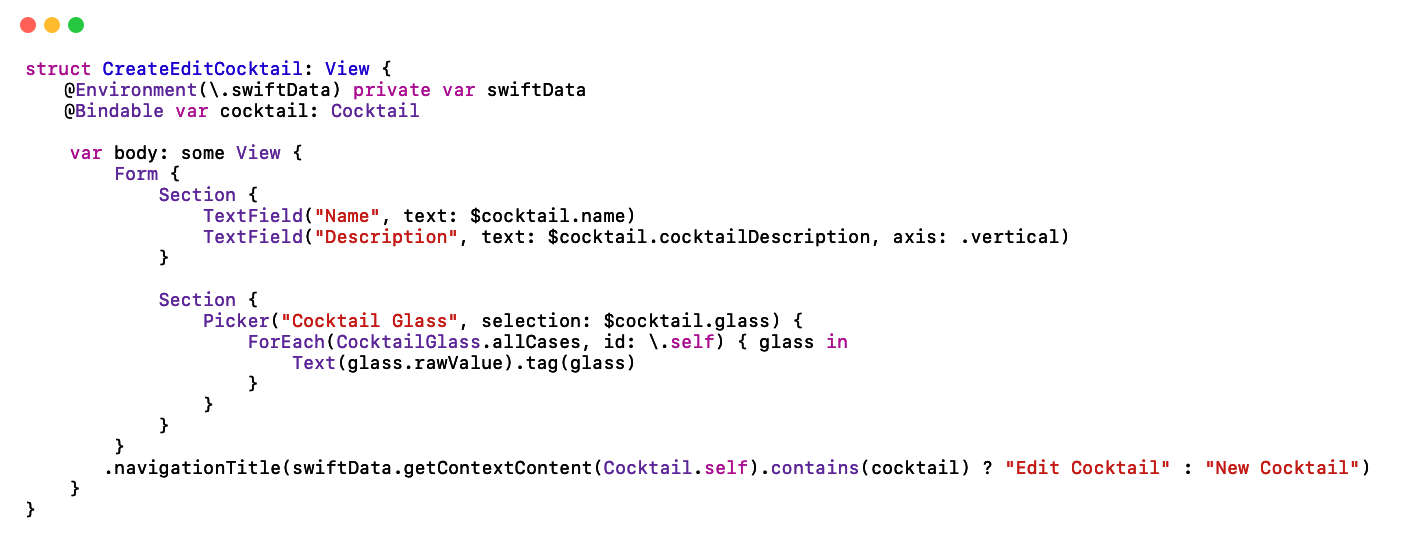 struct CreateEditCocktail: View {
    @Environment(\.swiftData) private var swiftData
    @Bindable var cocktail: Cocktail

    var body: some View {
        Form {
            Section {
                TextField("Name", text: $cocktail.name)
                TextField("Description", text: $cocktail.cocktailDescription, axis: .vertical)
            }

            Section {
                Picker("Cocktail Glass", selection: $cocktail.glass) {
                    ForEach(CocktailGlass.allCases, id: \.self) { glass in
                        Text(glass.rawValue).tag(glass)
                    }
                }
            }
        }
        .navigationTitle(swiftData.getContextContent(Cocktail.self).contains(cocktail) ? "Edit Cocktail" : "New Cocktail")
    }
}